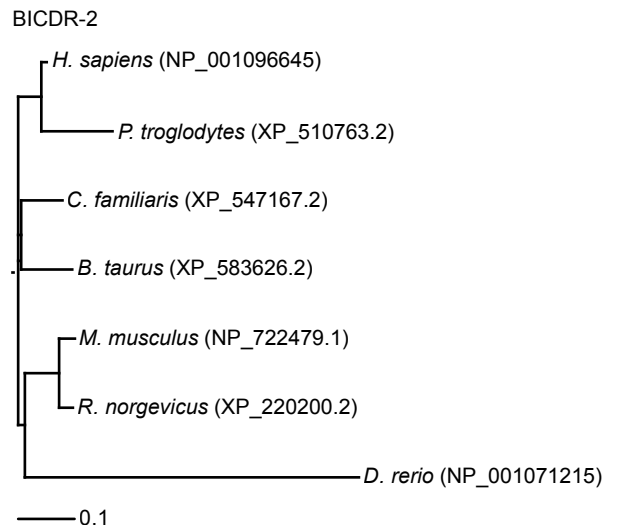 BICDR-2
H. sapiens (NP_001096645)
P. troglodytes (XP_510763.2)
C. familiaris (XP_547167.2)
B. taurus (XP_583626.2)
M. musculus (NP_722479.1)
R. norgevicus (XP_220200.2)
D. rerio (NP_001071215)
0.1